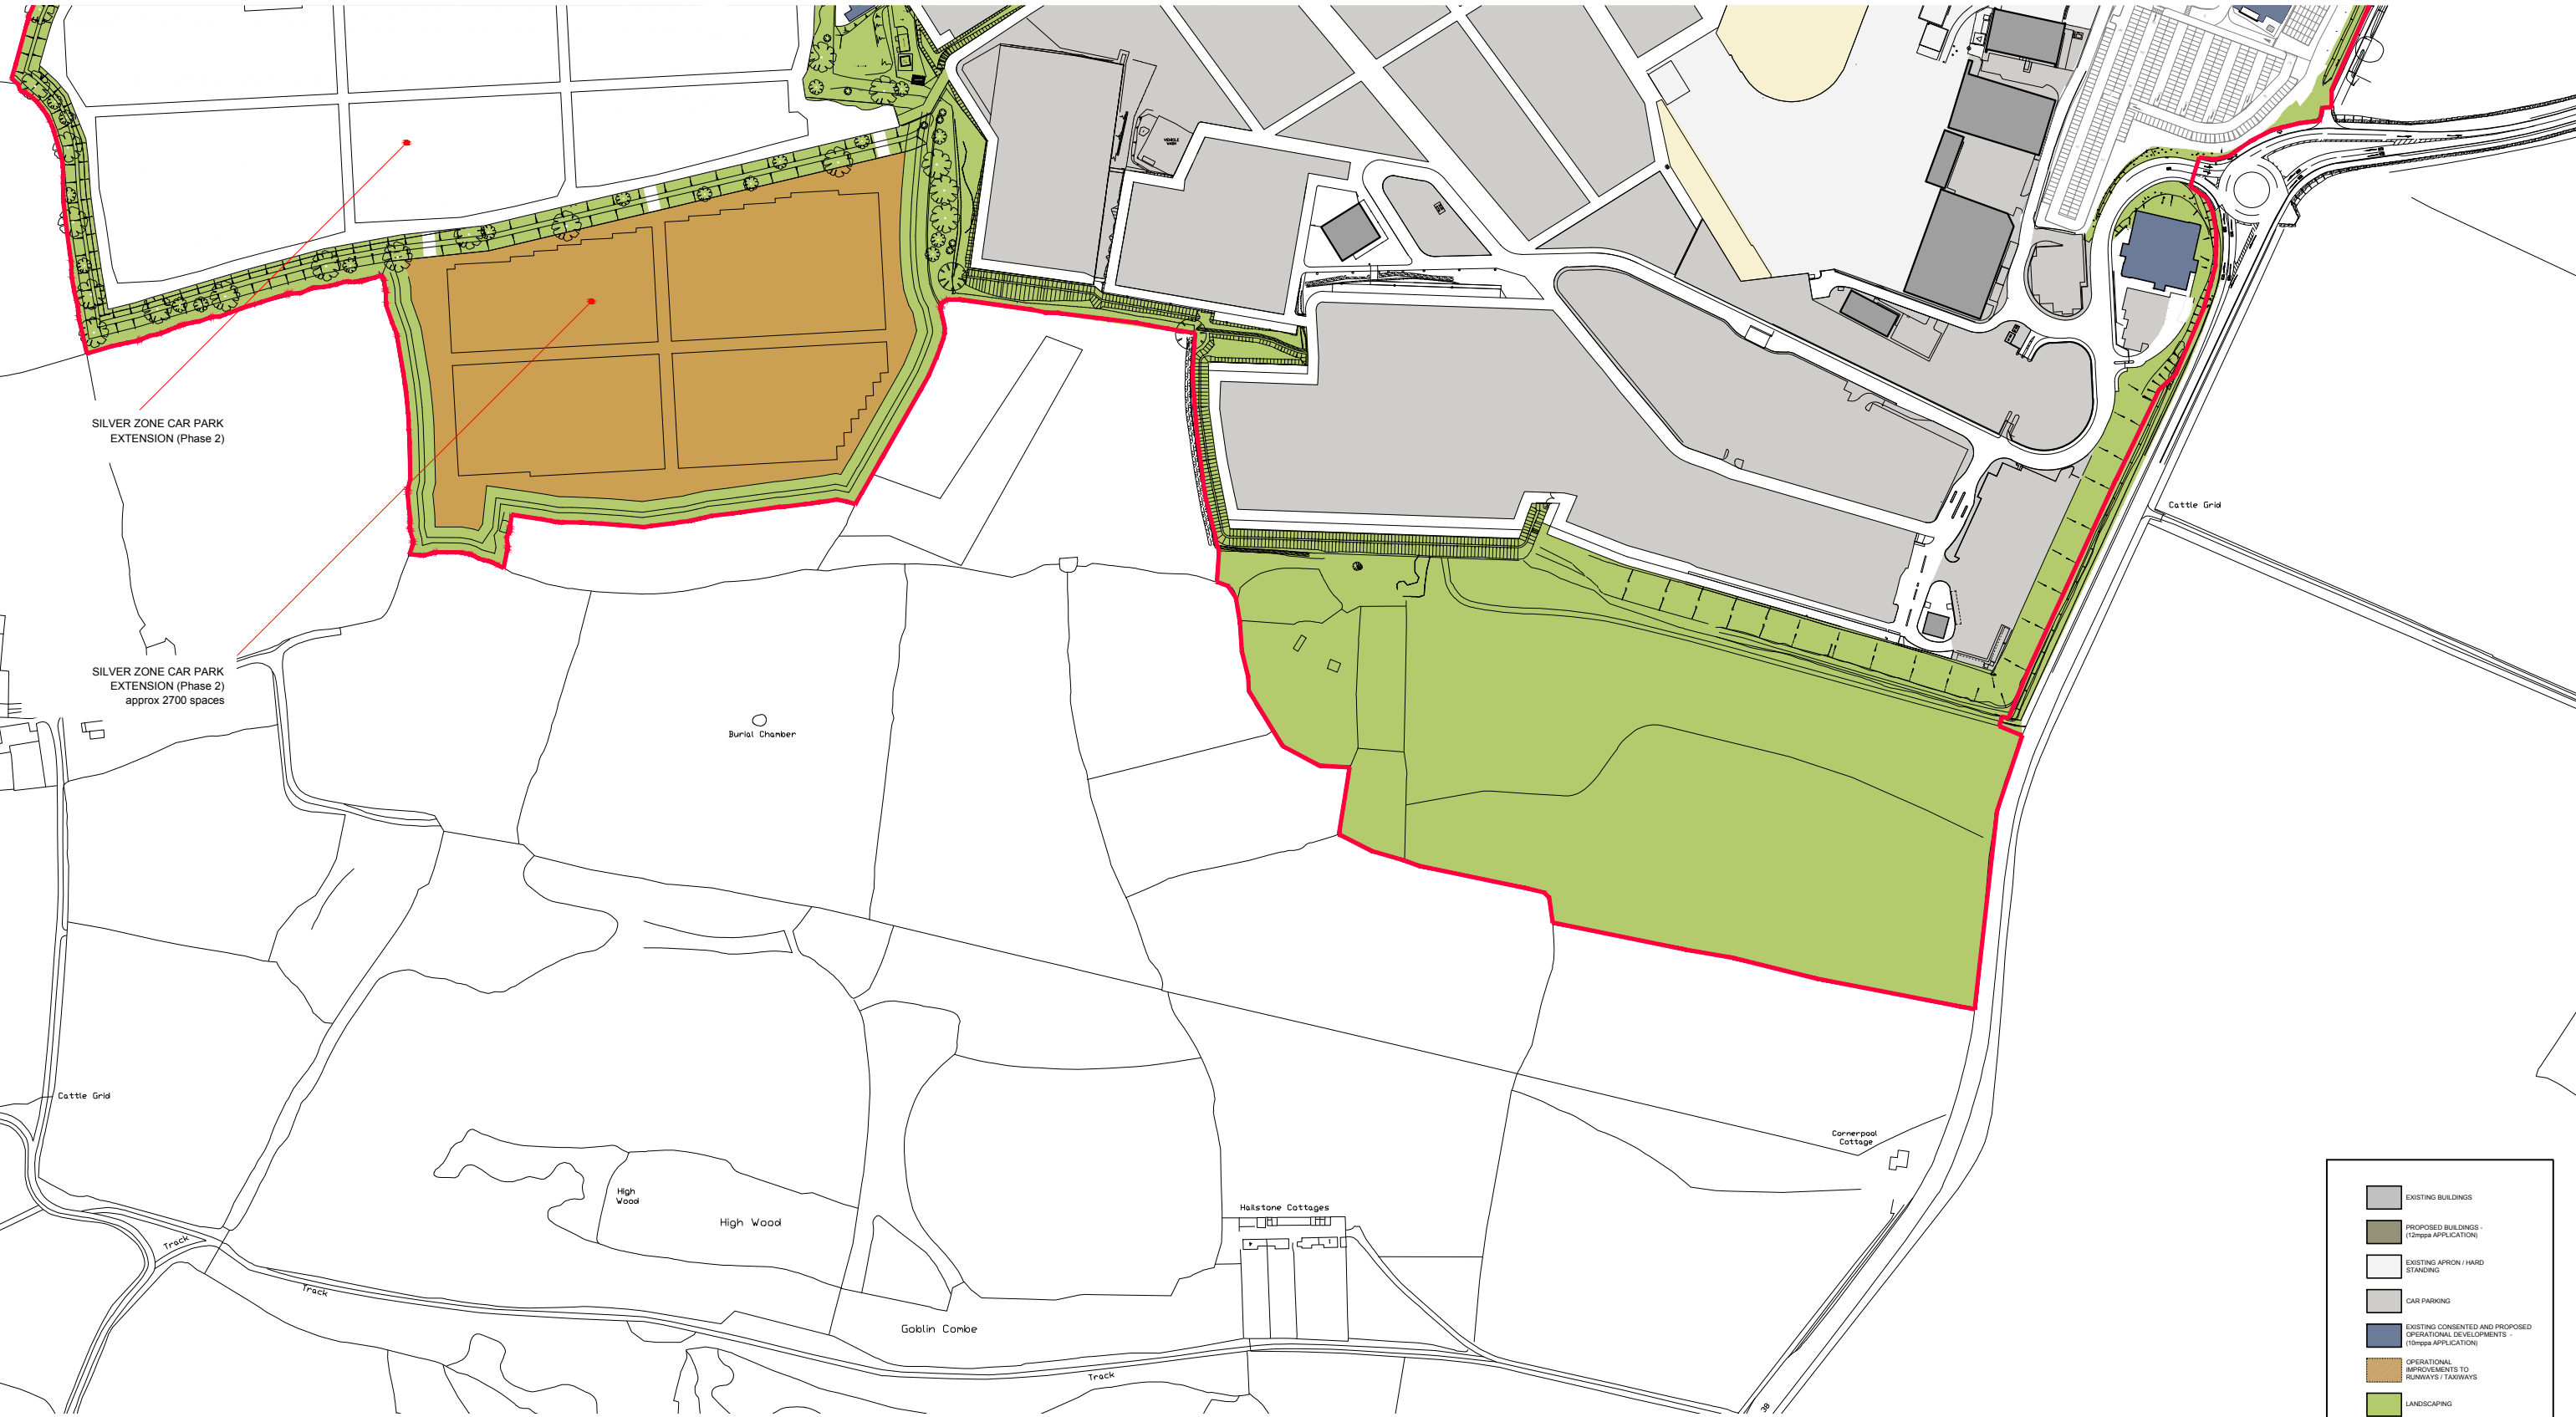 VEHICLE
WASH
SILVER ZONE CAR PARK
EXTENSION (Phase 2)
Cattle Grid
SILVER ZONE CAR PARK
EXTENSION (Phase 2)
approx 2700 spaces
Burial Chamber
Cattle Grid
Cornerpool
Cottage
High
Wood
High Wood
Hailstone Cottages
Track
Track
Goblin Combe
Track
38
EXISTING BUILDINGS
PROPOSED BUILDINGS -
(12mppa APPLICATION)
EXISTING APRON / HARD
STANDING
CAR PARKING
EXISTING CONSENTED AND PROPOSED
OPERATIONAL DEVELOPMENTS -
(10mppa APPLICATION)
OPERATIONAL
IMPROVEMENTS TO
RUNWAYS / TAXIWAYS
LANDSCAPING